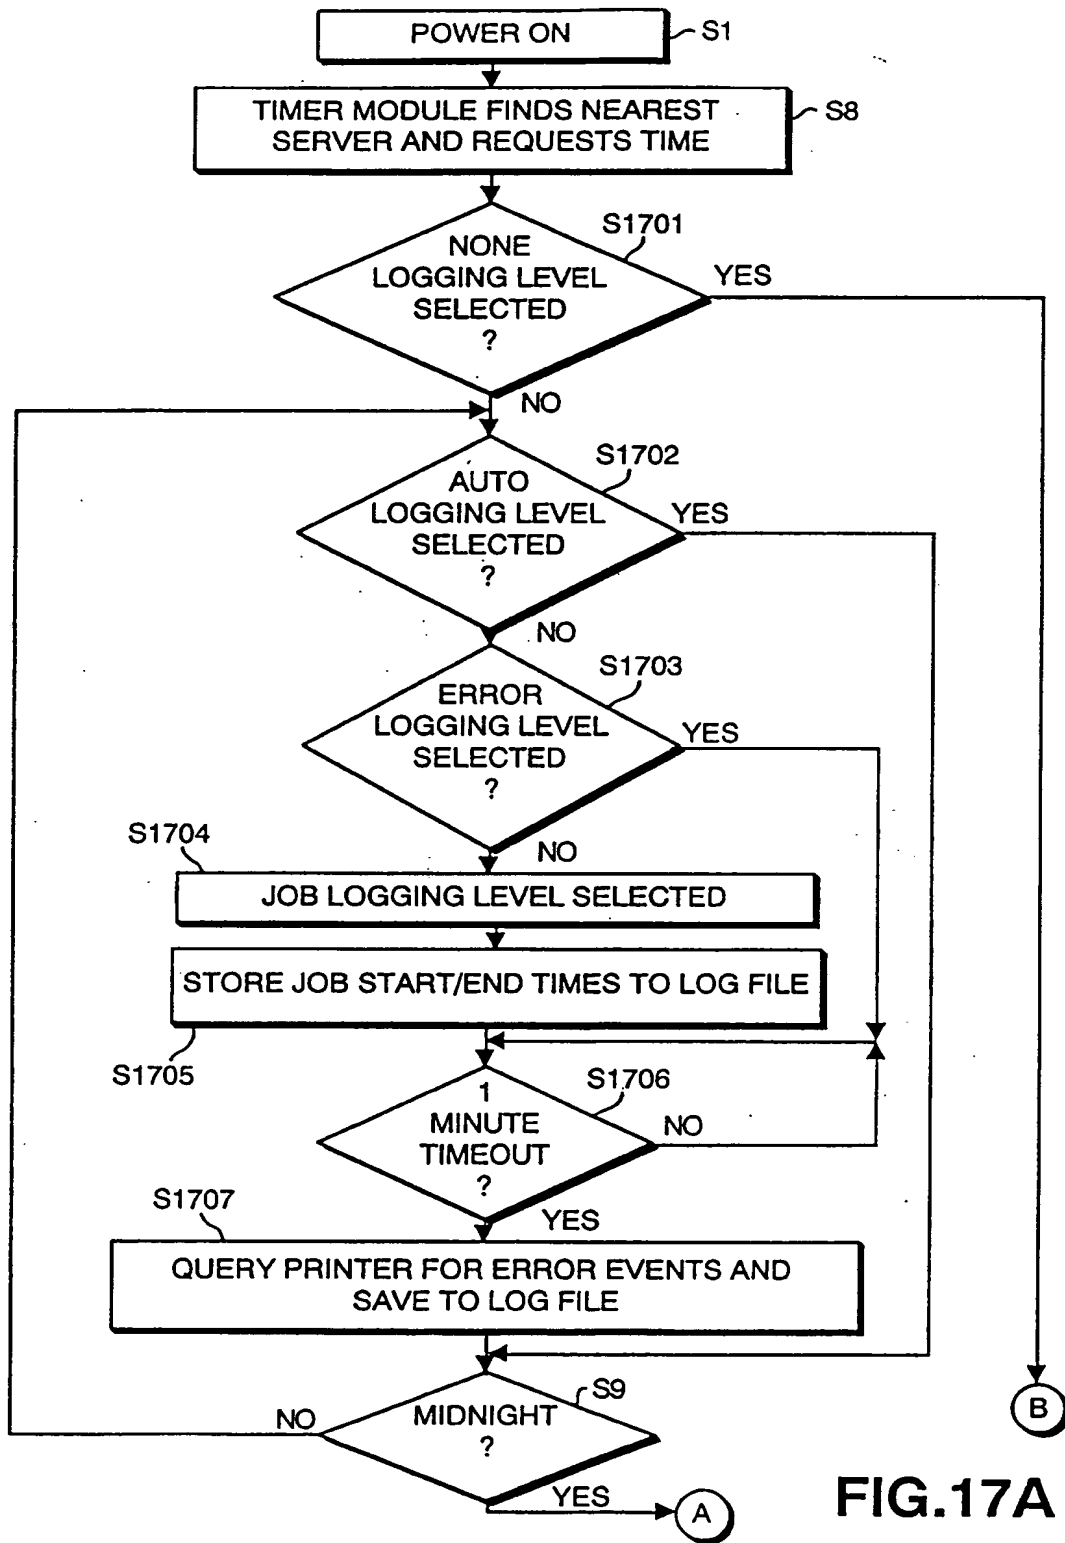 POWER ON
S1
TIMER MODULE FINDS NEAREST
SERVER AND REQUESTS TIME
S8
S1701
NONE
LOGGING LEVEL
SELECTED
?
YES
NO
S1702
AUTO
LOGGING LEVEL
SELECTED
?
YES
NO
S1703
ERROR
LOGGING LEVEL
SELECTED
?
YES
NO
S1704
JOB LOGGING LEVEL SELECTED
STORE JOB START/END TIMES TO LOG FILE
S1705
S1706
1
MINUTE
TIMEOUT
?
NO
YES
S1707
QUERY PRINTER FOR ERROR EVENTS AND
SAVE TO LOG FILE
S9
MIDNIGHT
?
NO
YES
A
B
FIG.17A